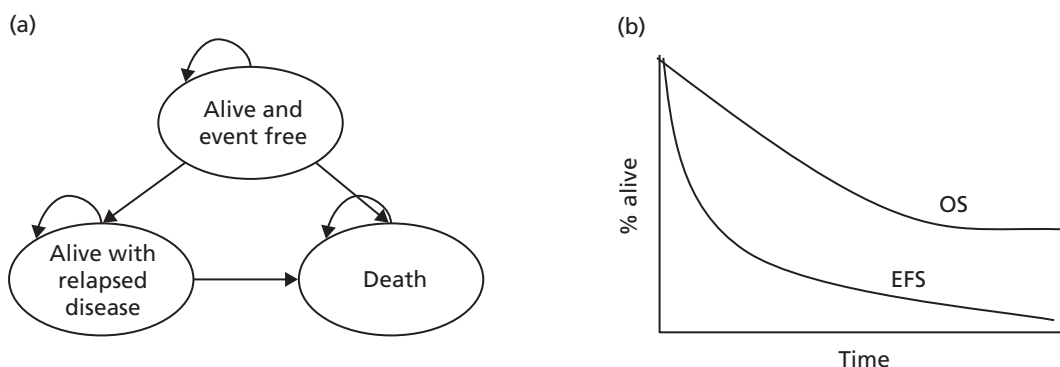 (a)
Alive and
event free
Alive with
relapsed
disease
Death
(b)
% alive
OS
EFS
Time